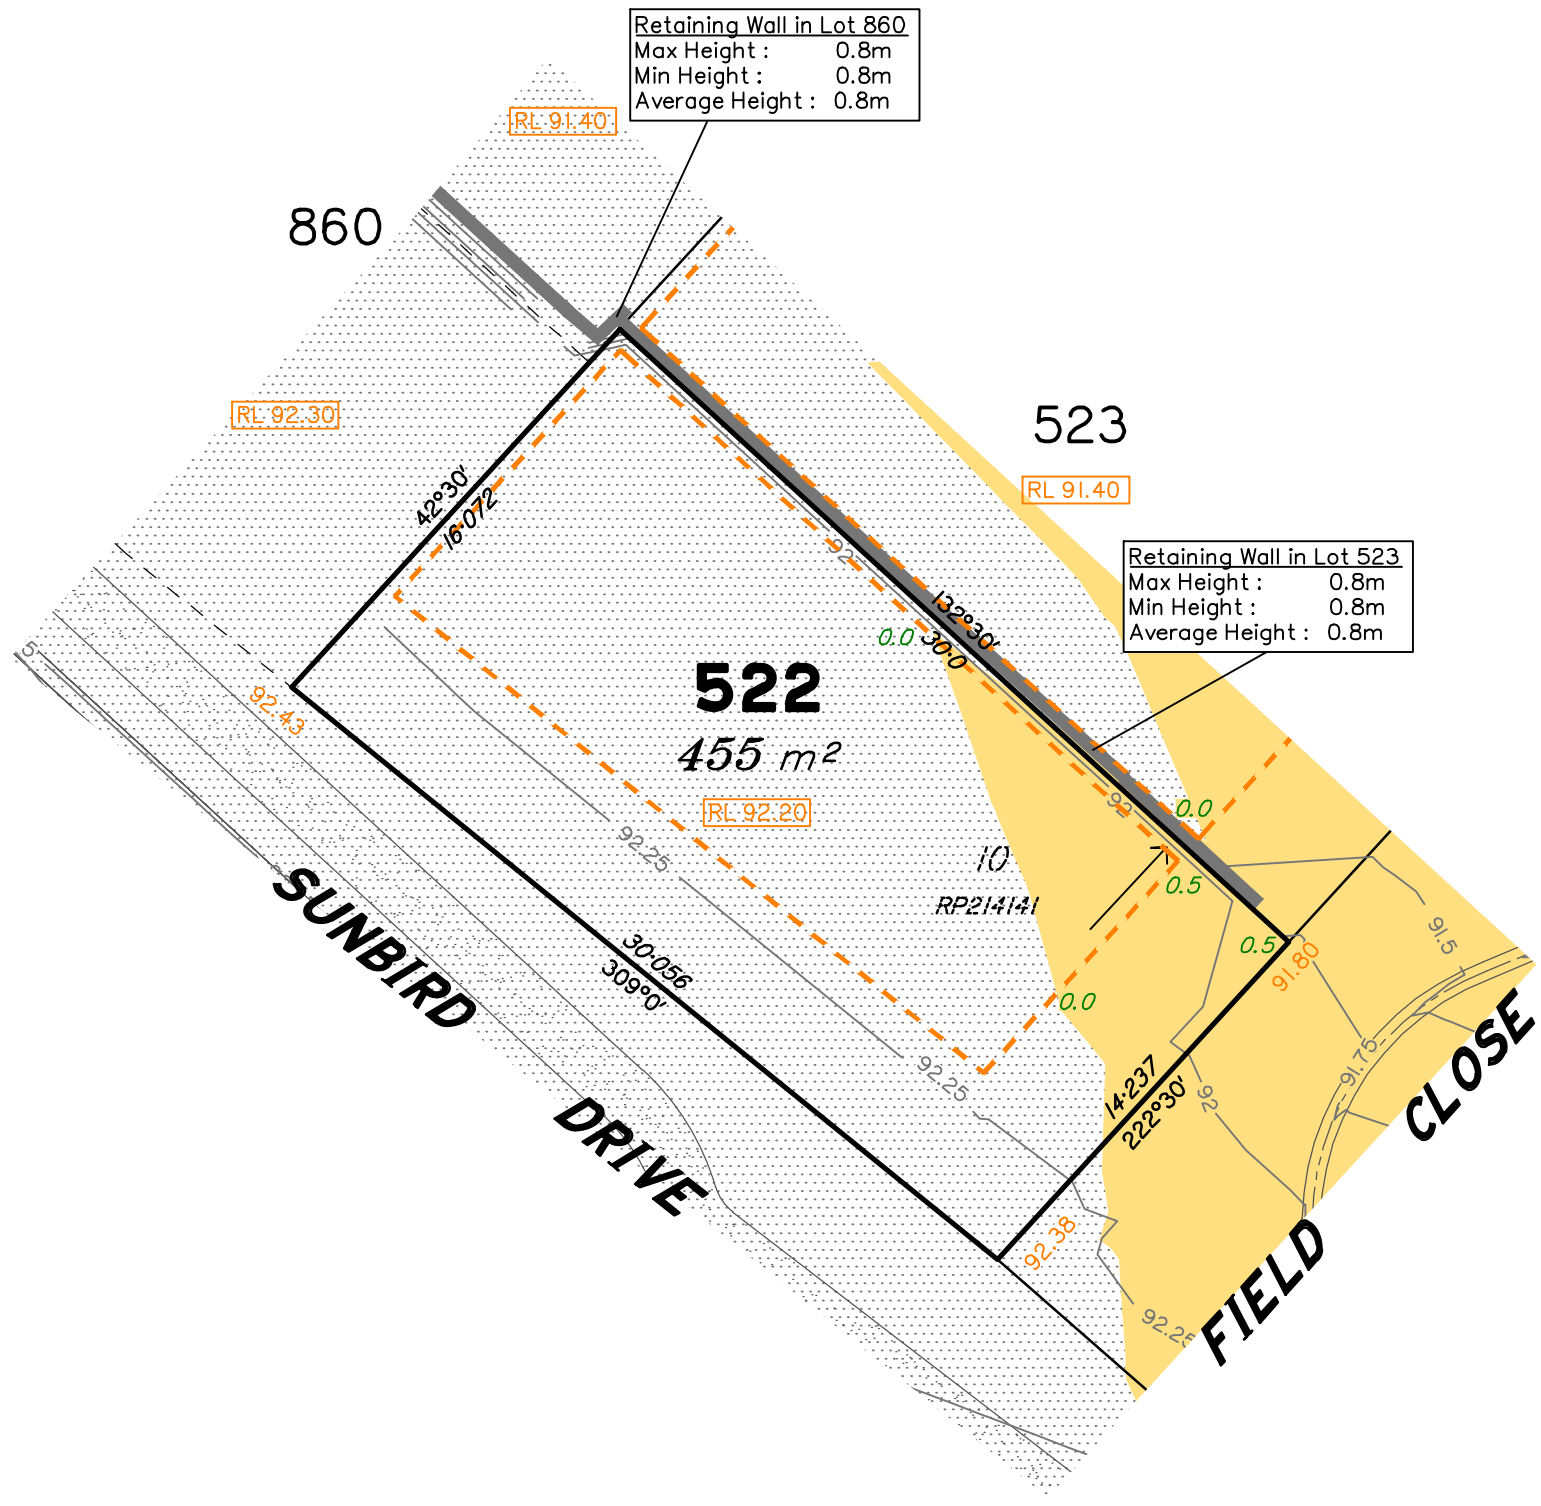 Retaining Wall in Lot 860
Max Height : 0.8m
Min Height : 0.8m
Average Height : 0.8m
RL 91.40
860
523
RL 92.30
RL 91.40
42°30'
16·072
92
Retaining Wall in Lot 523
Max Height : 0.8m
Min Height : 0.8m
Average Height : 0.8m
132°30'
30·0
0.0
5
92.43
522
455 m²
RL 92.20
92
0.0
92.25
10
0.5
RP214141
SUNBIRD
30·056
309°0'
0.5
91.80
91.5
0.0
92.25
91.75
14·237
222°30'
92
CLOSE
DRIVE
92.38
92.25
FIELD